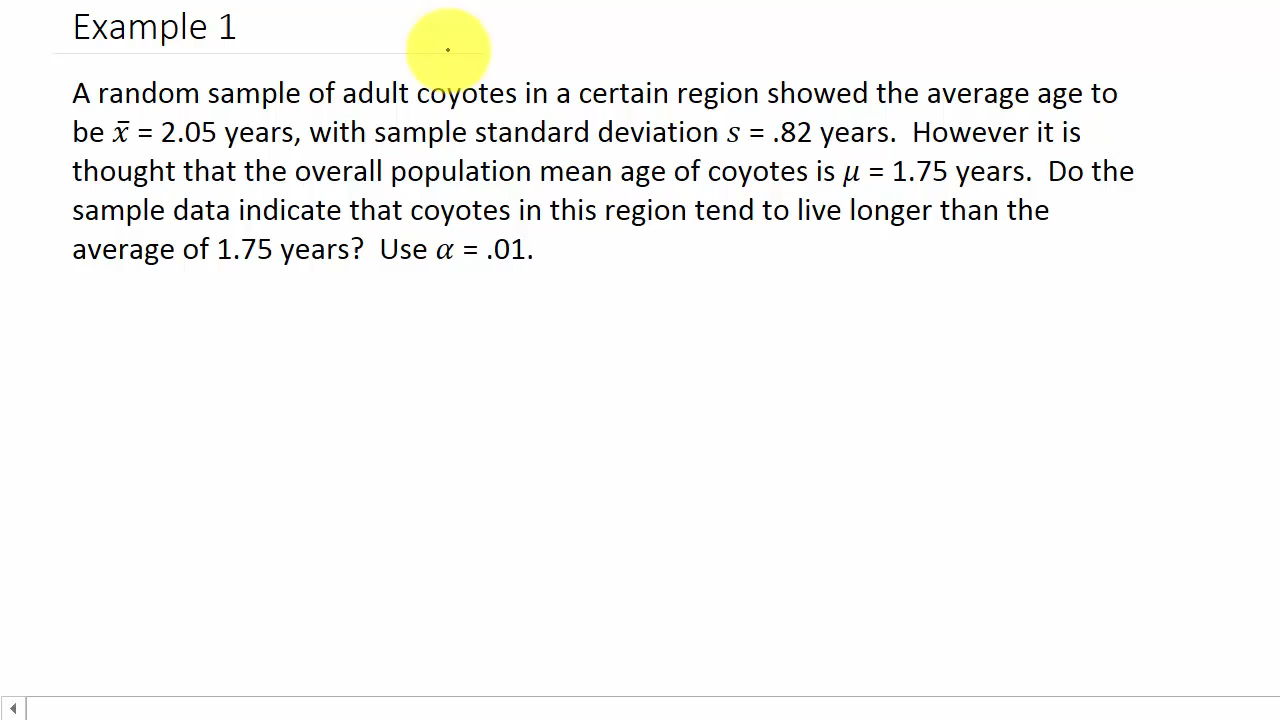 Example 1
A random sample of adult coyotes in a certain region showed the average age to
be x̄ = 2.05 years, with sample standard deviation s = .82 years.  However it is
thought that the overall population mean age of coyotes is μ = 1.75 years.  Do the
sample data indicate that coyotes in this region tend to live longer than the
average of 1.75 years?  Use α = .01.